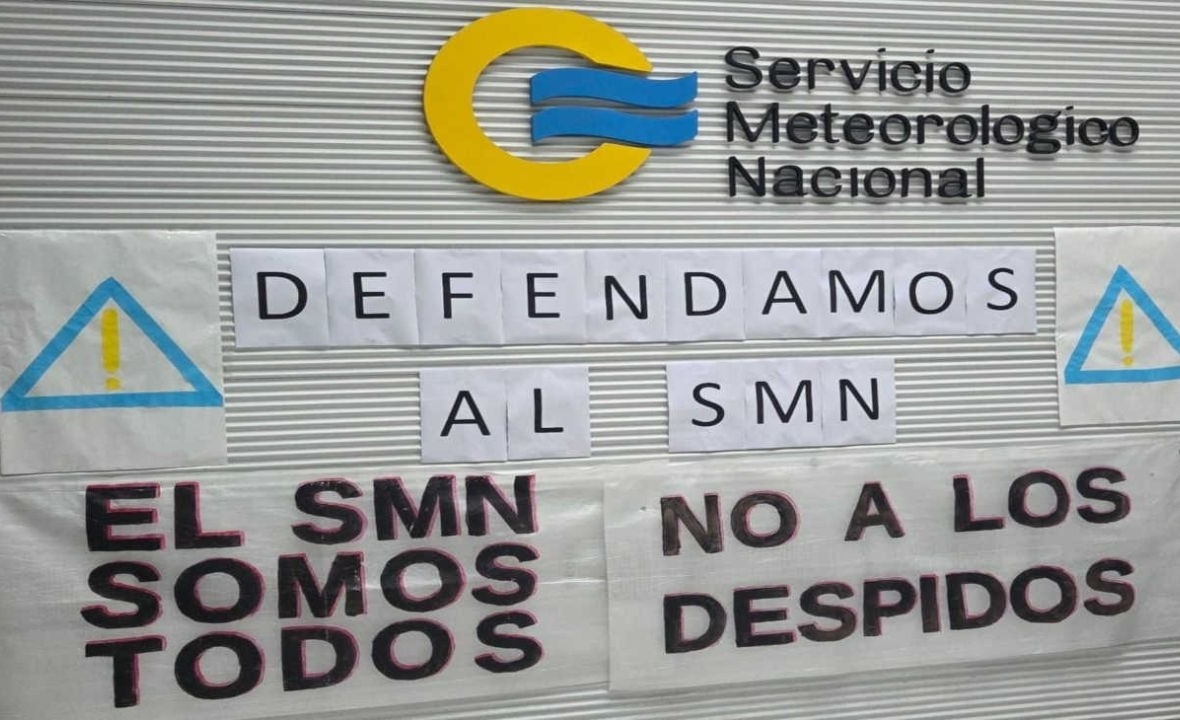 Servicio
Meteorologico
Nacional
DEFENDAMOS
AL SMN
EL SMN
SOMOS
TODOS
NO A LOS
DESPIDOS